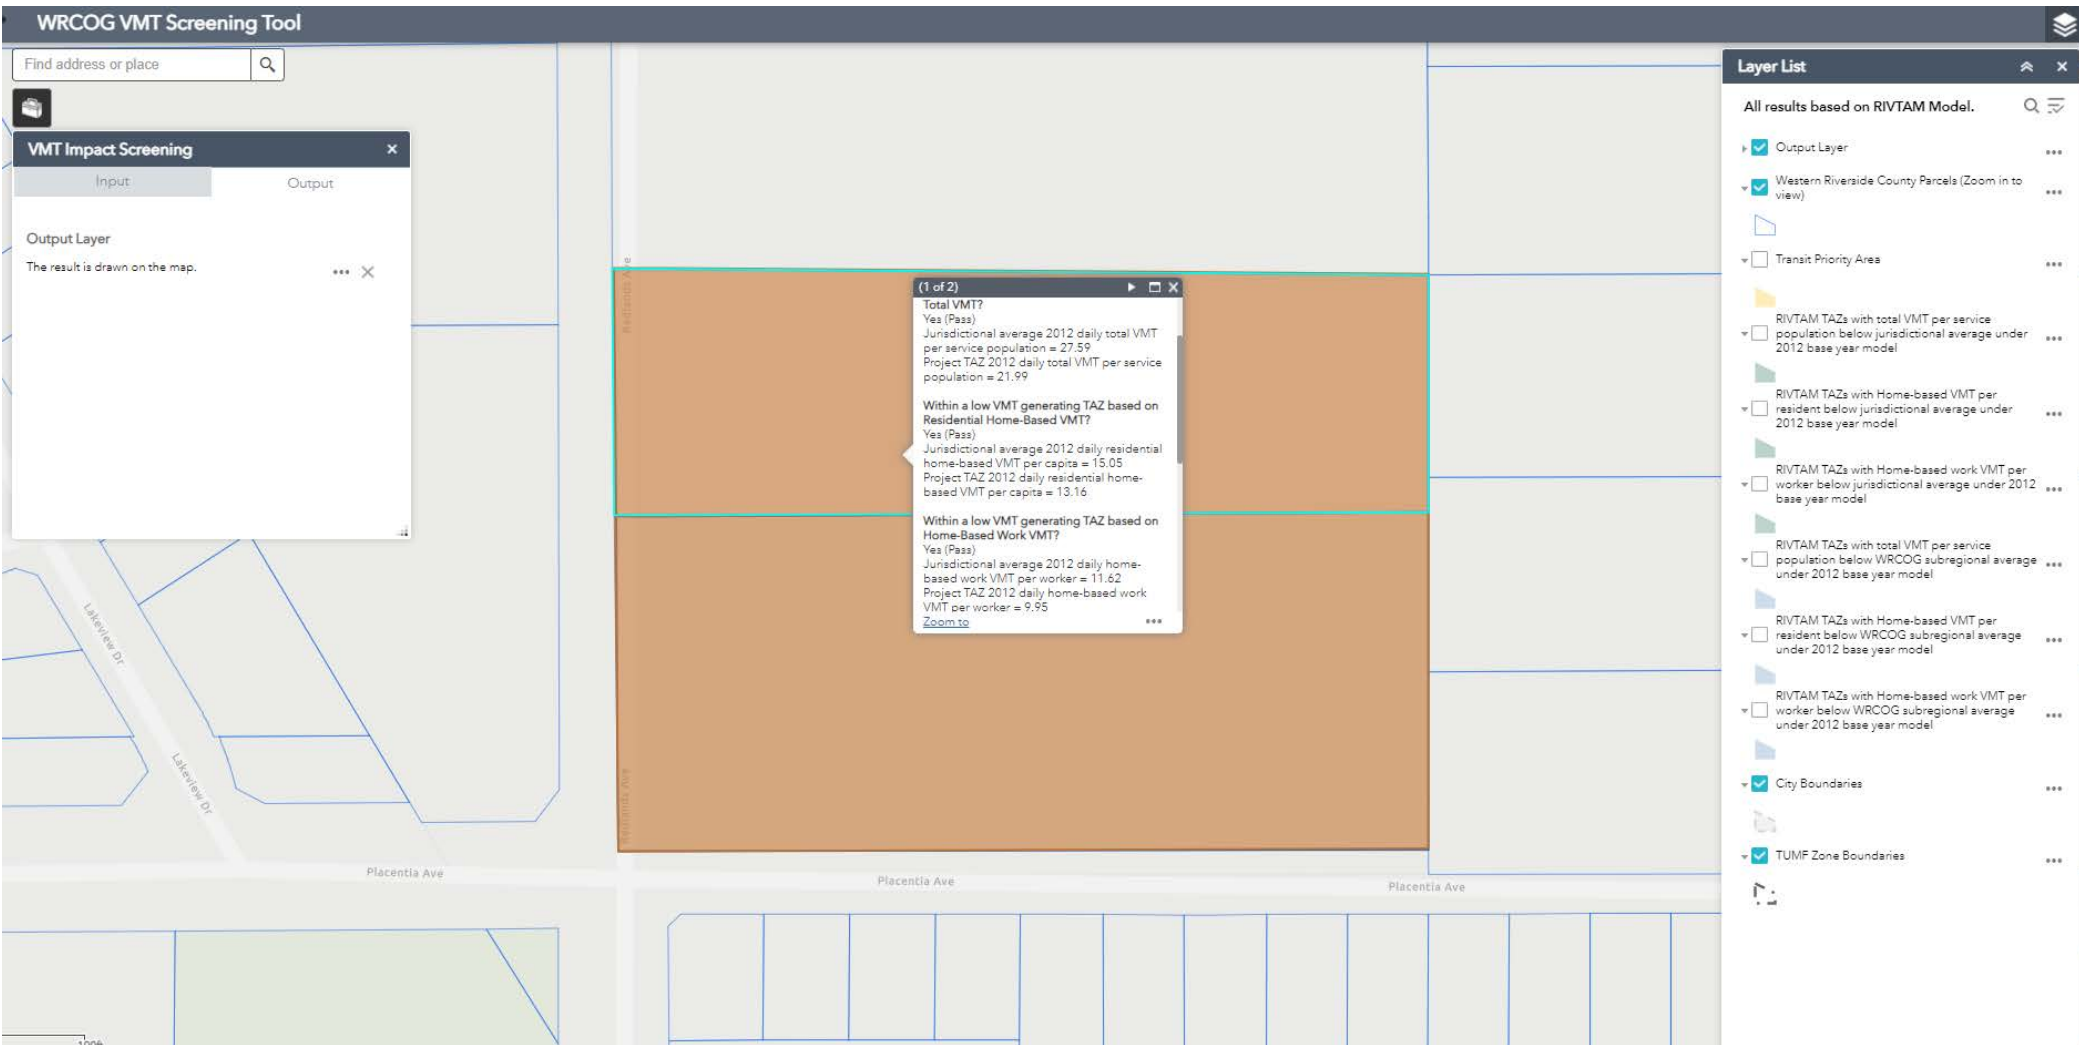 WRCOG VMT Screening Tool
Find address or place
VMT Impact Screening
Input
Output
Output Layer
The result is drawn on the map.
Redlands Ave
(1 of 2)
Total VMT?
Yes (Pass)
Jurisdictional average 2012 daily total VMT
per service population = 27.59
Project TAZ 2012 daily total VMT per service
population = 21.99
Within a low VMT generating TAZ based on
Residential Home-Based VMT?
Yes (Pass)
Jurisdictional average 2012 daily residential
home-based VMT per capita = 15.05
Project TAZ 2012 daily residential home-
based VMT per capita = 13.16
Within a low VMT generating TAZ based on
Home-Based Work VMT?
Yes (Pass)
Jurisdictional average 2012 daily home-
based work VMT per worker = 11.62
Project TAZ 2012 daily home-based work
VMT per worker = 9.95
Zoom to
Lakeview Dr
Lakeview Dr
Redlands Ave
Placentia Ave
Placentia Ave
Placentia Ave
Layer List
All results based on RIVTAM Model.
Output Layer
Western Riverside County Parcels (Zoom in to
view)
Transit Priority Area
RIVTAM TAZs with total VMT per service
population below jurisdictional average under
2012 base year model
RIVTAM TAZs with Home-based VMT per
resident below jurisdictional average under
2012 base year model
RIVTAM TAZs with Home-based work VMT per
worker below jurisdictional average under 2012
base year model
RIVTAM TAZs with total VMT per service
population below WRCOG subregional average
under 2012 base year model
RIVTAM TAZs with Home-based VMT per
resident below WRCOG subregional average
under 2012 base year model
RIVTAM TAZs with Home-based work VMT per
worker below WRCOG subregional average
under 2012 base year model
City Boundaries
TUMF Zone Boundaries